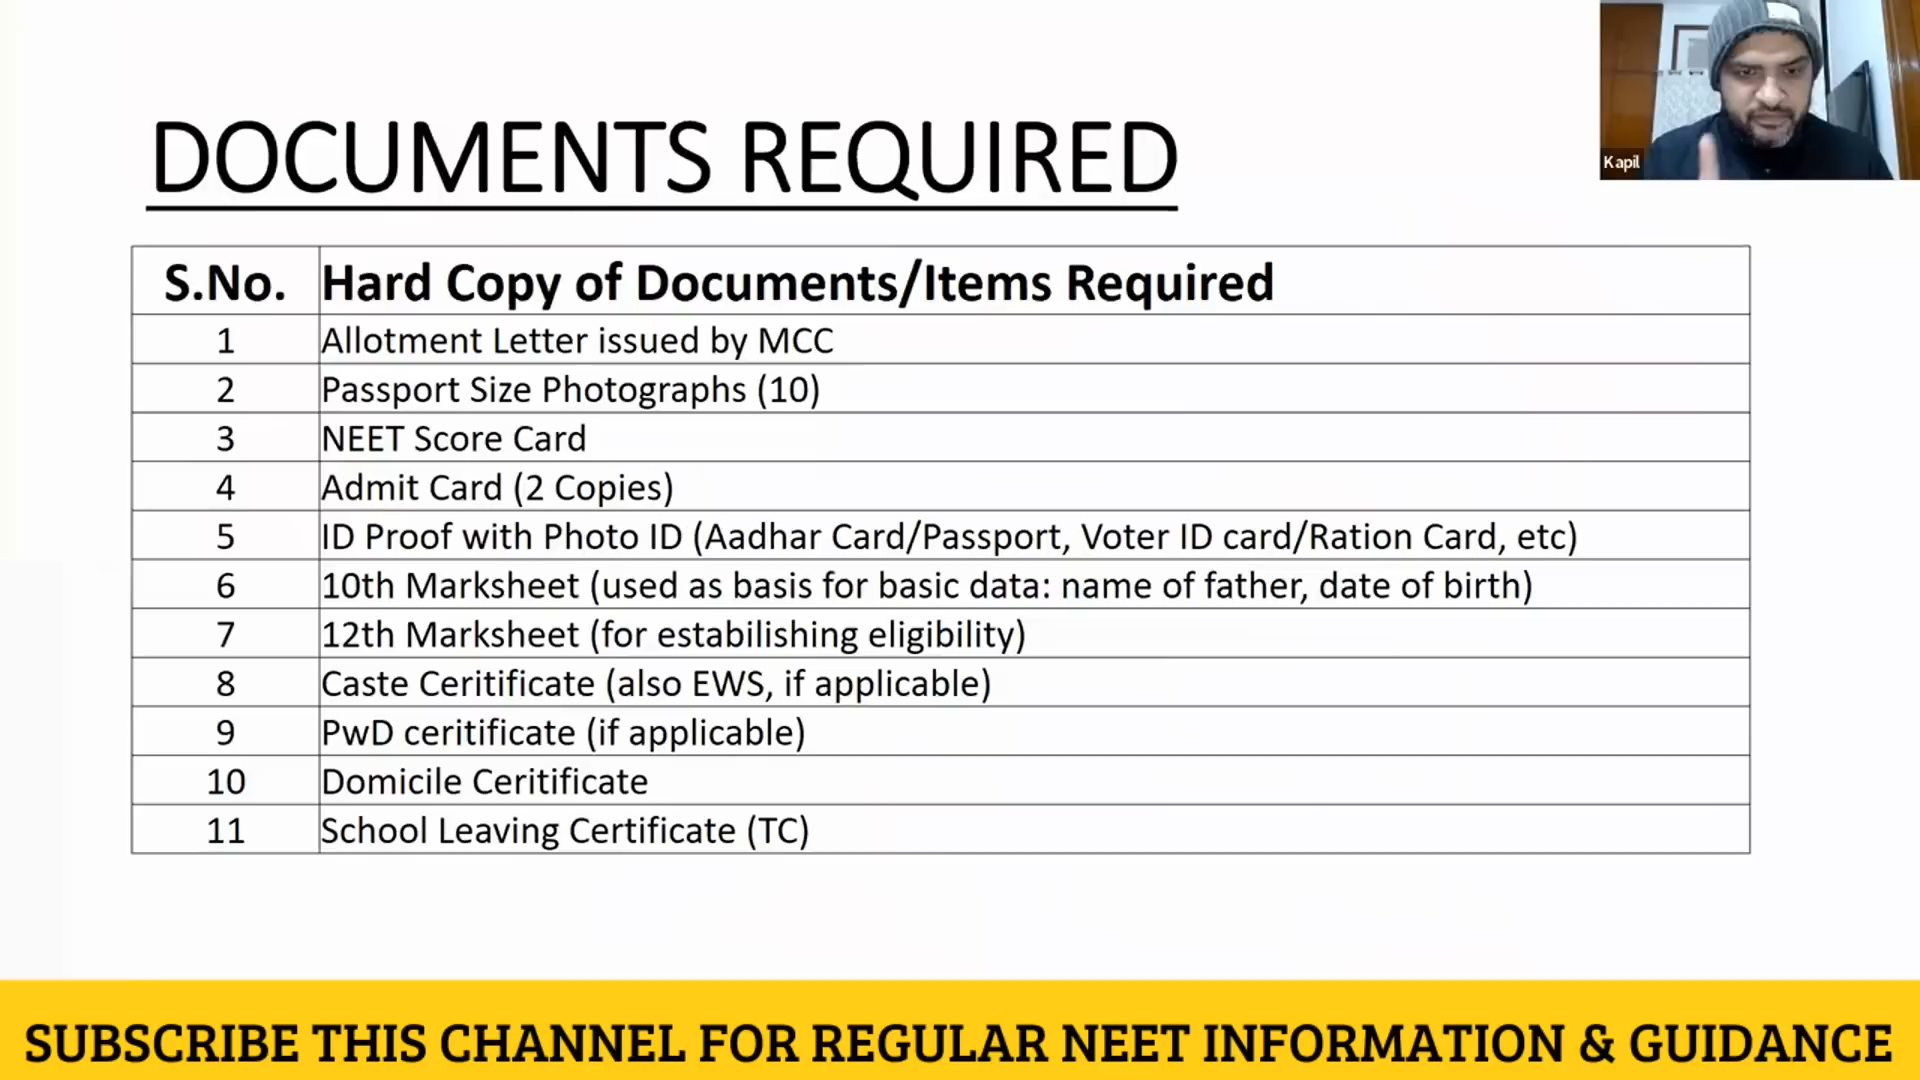 Kapil
DOCUMENTS REQUIRED
S.No. Hard Copy of Documents/Items Required
1 Allotment Letter issued by MCC
2 Passport Size Photographs (10)
3 NEET Score Card
4 Admit Card (2 Copies)
5 ID Proof with Photo ID (Aadhar Card/Passport, Voter ID card/Ration Card, etc)
6 10th Marksheet (used as basis for basic data: name of father, date of birth)
7 12th Marksheet (for estabilishing eligibility)
8 Caste Ceritificate (also EWS, if applicable)
9 PwD ceritificate (if applicable)
10 Domicile Ceritificate
11 School Leaving Certificate (TC)
SUBSCRIBE THIS CHANNEL FOR REGULAR NEET INFORMATION & GUIDANCE